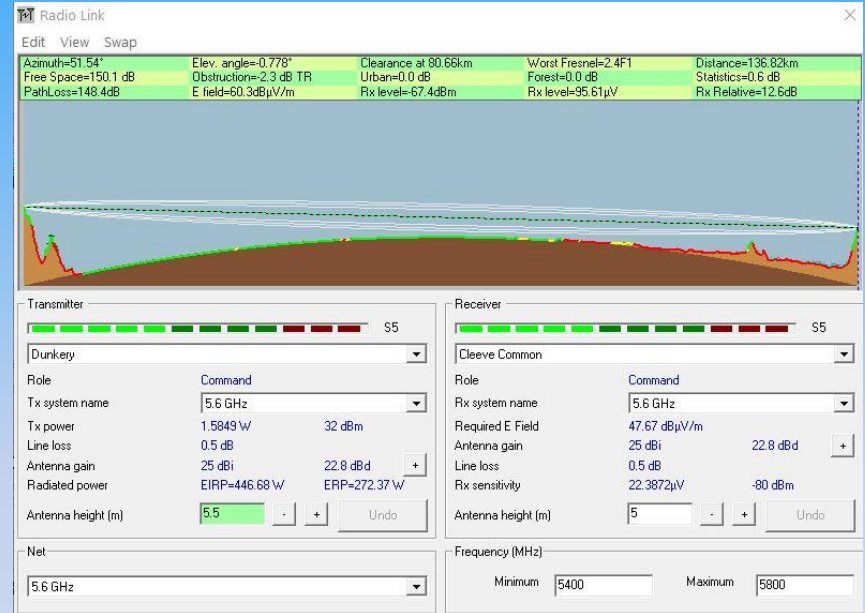 Radio Link
Edit View Swap
Azimuth=51.54° Elev. angle=-0.778° Clearance at 80.66km Worst Fresnel=2.4F1 Distance=136.82km
Free Space=150.1 dB Obstruction=-2.3 dB TR Urban=0.0 dB Forest=0.0 dB Statistics=0.6 dB
PathLoss=148.4dB E field=60.3dBµV/m Rx level=-67.4dBm Rx level=95.61µV Rx Relative=12.6dB
Transmitter
S5
Dunkery
Role Command
Tx system name 5.6 GHz
Tx power 1.5849 W 32 dBm
Line loss 0.5 dB
Antenna gain 25 dBi 22.8 dBd +
Radiated power EIRP=446.68 W ERP=272.37 W
Antenna height (m) 5.5 - + Undo
Net
5.6 GHz
Receiver
S5
Cleeve Common
Role Command
Rx system name 5.6 GHz
Required E Field 47.67 dBµV/m
Antenna gain 25 dBi 22.8 dBd +
Line loss 0.5 dB
Rx sensitivity 22.3872µV -80 dBm
Antenna height (m) 5 - + Undo
Frequency (MHz)
Minimum 5400 Maximum 5800